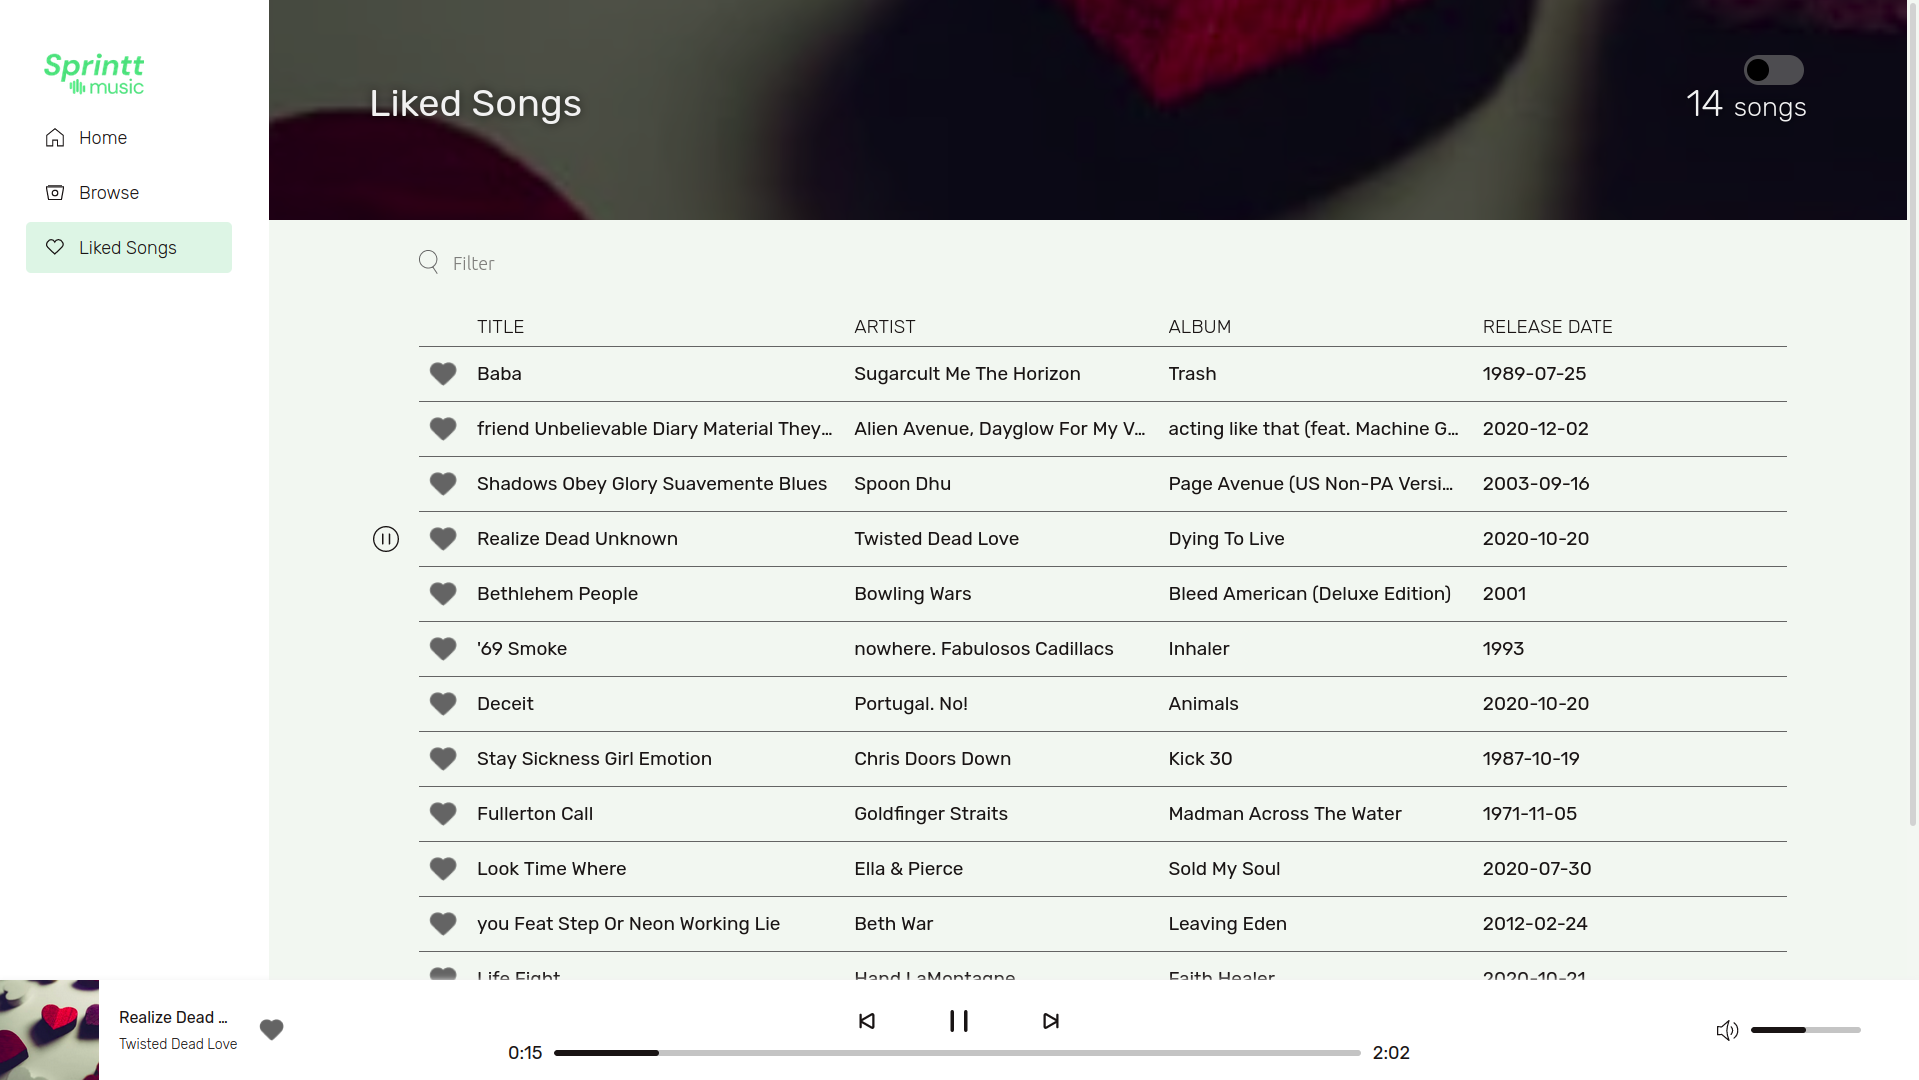 Sprintt
music
Home
Browse
Liked Songs
Liked Songs
14 songs
Filter
TITLE ARTIST ALBUM RELEASE DATE
Baba Sugarcult Me The Horizon Trash 1989-07-25
friend Unbelievable Diary Material They... Alien Avenue, Dayglow For My V... acting like that (feat. Machine G... 2020-12-02
Shadows Obey Glory Suavemente Blues Spoon Dhu Page Avenue (US Non-PA Versi... 2003-09-16
Realize Dead Unknown Twisted Dead Love Dying To Live 2020-10-20
Bethlehem People Bowling Wars Bleed American (Deluxe Edition) 2001
'69 Smoke nowhere. Fabulosos Cadillacs Inhaler 1993
Deceit Portugal. No! Animals 2020-10-20
Stay Sickness Girl Emotion Chris Doors Down Kick 30 1987-10-19
Fullerton Call Goldfinger Straits Madman Across The Water 1971-11-05
Look Time Where Ella & Pierce Sold My Soul 2020-07-30
you Feat Step Or Neon Working Lie Beth War Leaving Eden 2012-02-24
Life Fight Hand LaMontagne Faith Healer 2020-10-21
Realize Dead ...
Twisted Dead Love
0:15 2:02